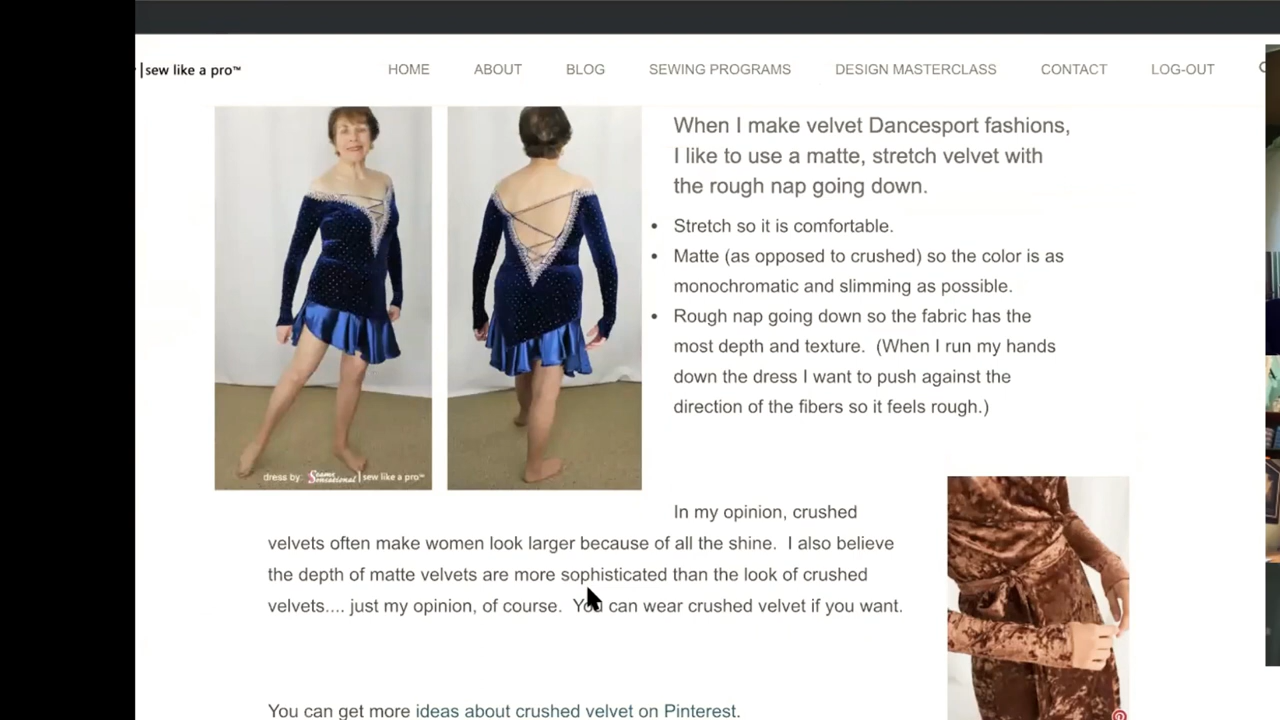 sew like a pro™
HOME ABOUT BLOG SEWING PROGRAMS DESIGN MASTERCLASS CONTACT LOG-OUT
When I make velvet Dancesport fashions,
I like to use a matte, stretch velvet with
the rough nap going down.
• Stretch so it is comfortable.
• Matte (as opposed to crushed) so the color is as
monochromatic and slimming as possible.
• Rough nap going down so the fabric has the
most depth and texture. (When I run my hands
down the dress I want to push against the
direction of the fibers so it feels rough.)
dress by: Seams Sensational | sew like a pro™
In my opinion, crushed
velvets often make women look larger because of all the shine. I also believe
the depth of matte velvets are more sophisticated than the look of crushed
velvets.... just my opinion, of course. You can wear crushed velvet if you want.
You can get more ideas about crushed velvet on Pinterest.